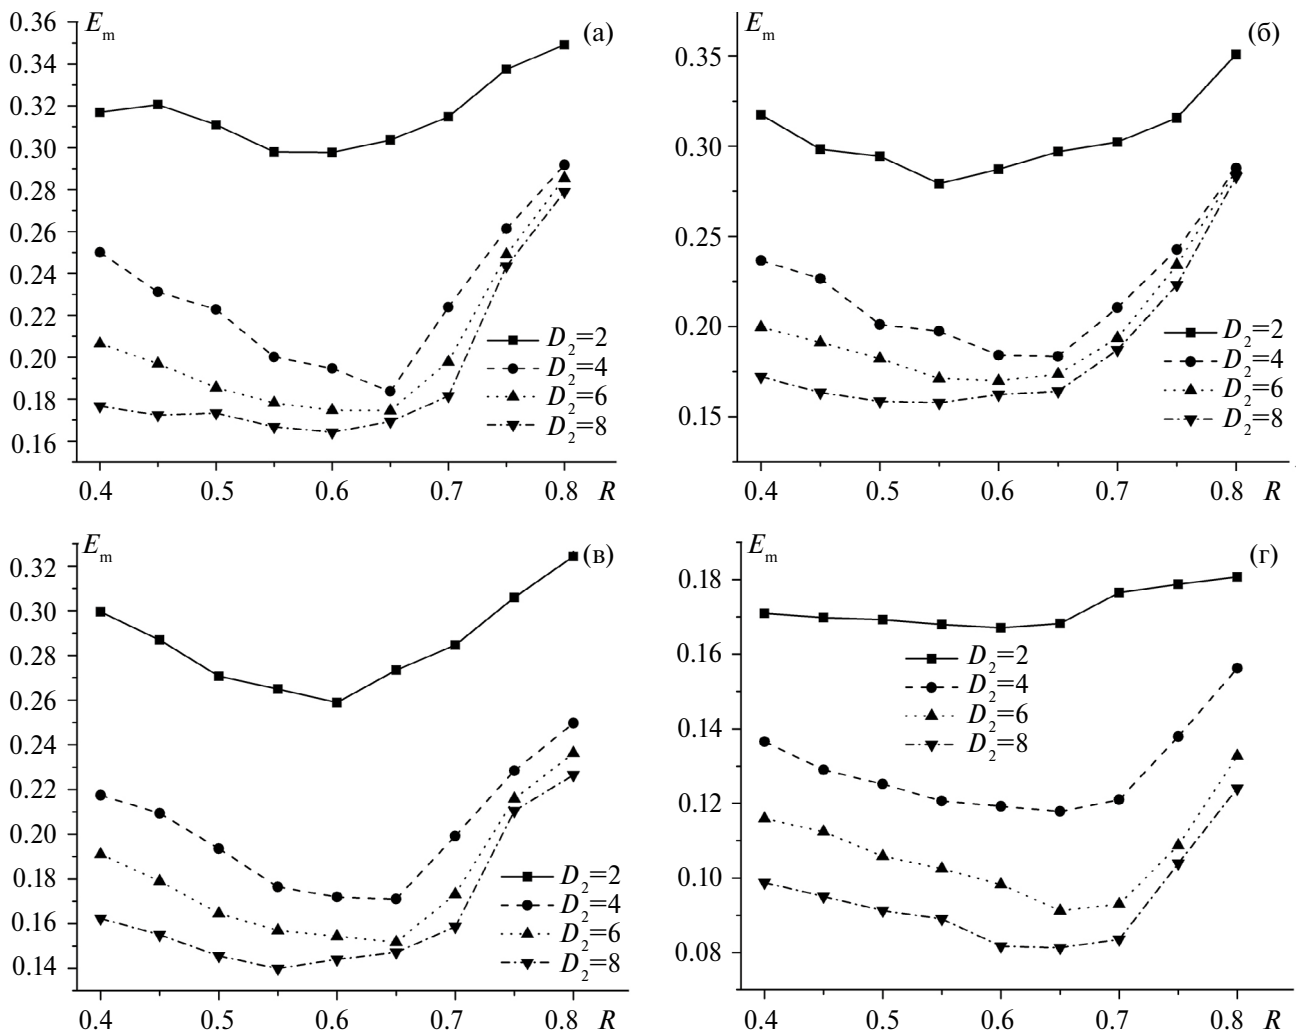 E_m
(а)
0.36
0.34
0.32
0.30
0.28
0.26
0.24
0.22
0.20
0.18
0.16
D_2=2
D_2=4
D_2=6
D_2=8
0.4 0.5 0.6 0.7 0.8 R
E_m
(б)
0.35
0.30
0.25
0.20
0.15
D_2=2
D_2=4
D_2=6
D_2=8
0.4 0.5 0.6 0.7 0.8 R
E_m
(в)
0.32
0.30
0.28
0.26
0.24
0.22
0.20
0.18
0.16
0.14
D_2=2
D_2=4
D_2=6
D_2=8
0.4 0.5 0.6 0.7 0.8 R
E_m
(г)
0.18
0.16
0.14
0.12
0.10
0.08
D_2=2
D_2=4
D_2=6
D_2=8
0.4 0.5 0.6 0.7 0.8 R